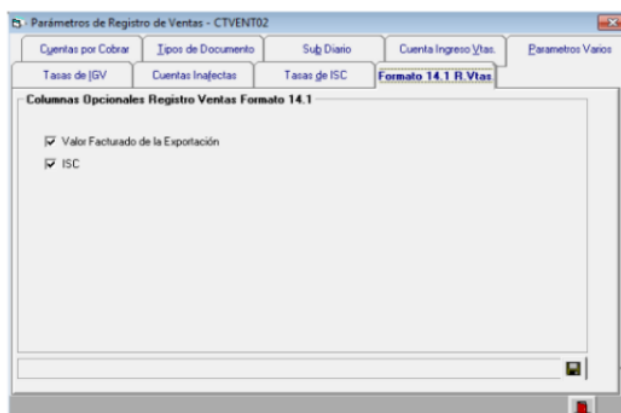 Parámetros de Registro de Ventas - CTVENT02
Cuentas por Cobrar
Tipos de Documento
Sub Diario
Cuenta Ingreso Vtas.
Parametros Varios
Tasas de IGV
Cuentas Inafectas
Tasas de ISC
Formato 14.1 R.Vtas.
Columnas Opcionales Registro Ventas Formato 14.1
Valor Facturado de la Exportación
ISC